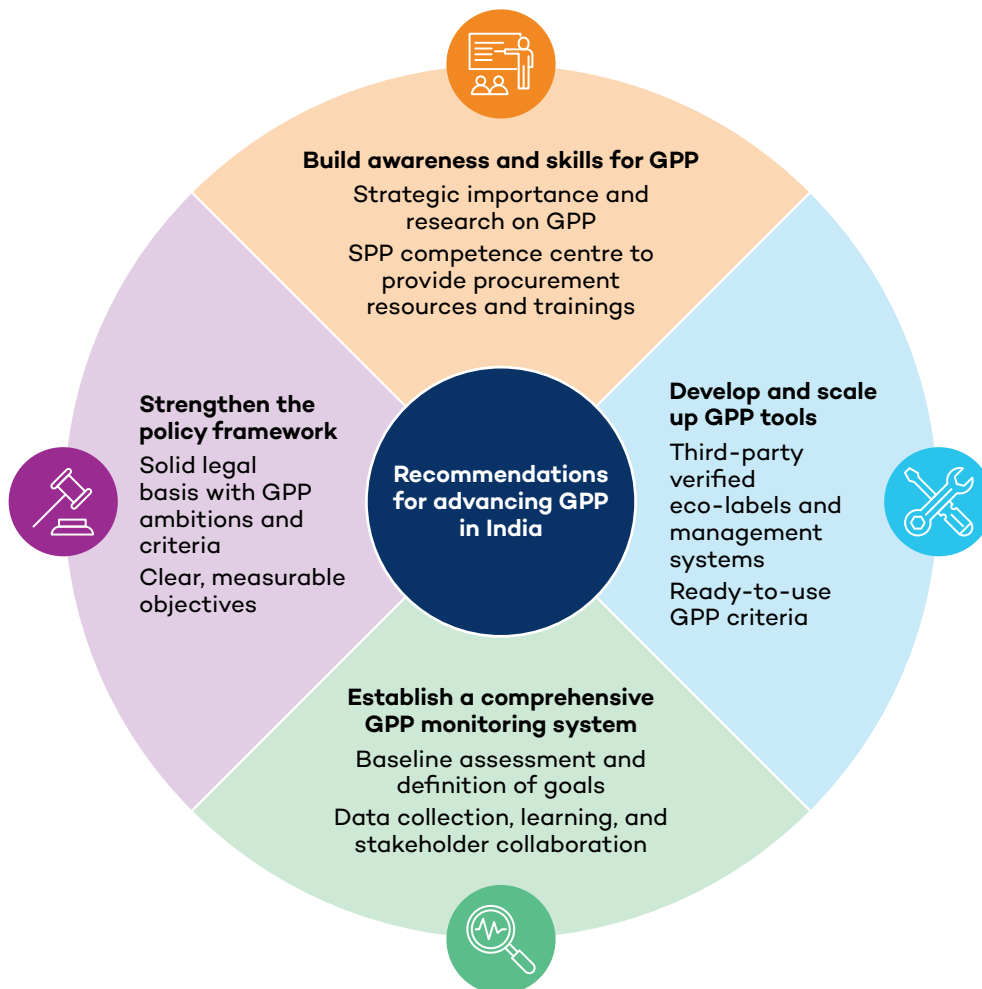 Build awareness and skills for GPP
Strategic importance and
research on GPP
SPP competence centre to
provide procurement
resources and trainings
Strengthen the
policy framework
Solid legal
basis with GPP
ambitions and
criteria
Clear, measurable
objectives
Recommendations
for advancing GPP
in India
Develop and scale
up GPP tools
Third-party
verified
eco-labels and
management
systems
Ready-to-use
GPP criteria
Establish a comprehensive
GPP monitoring system
Baseline assessment and
definition of goals
Data collection, learning, and
stakeholder collaboration